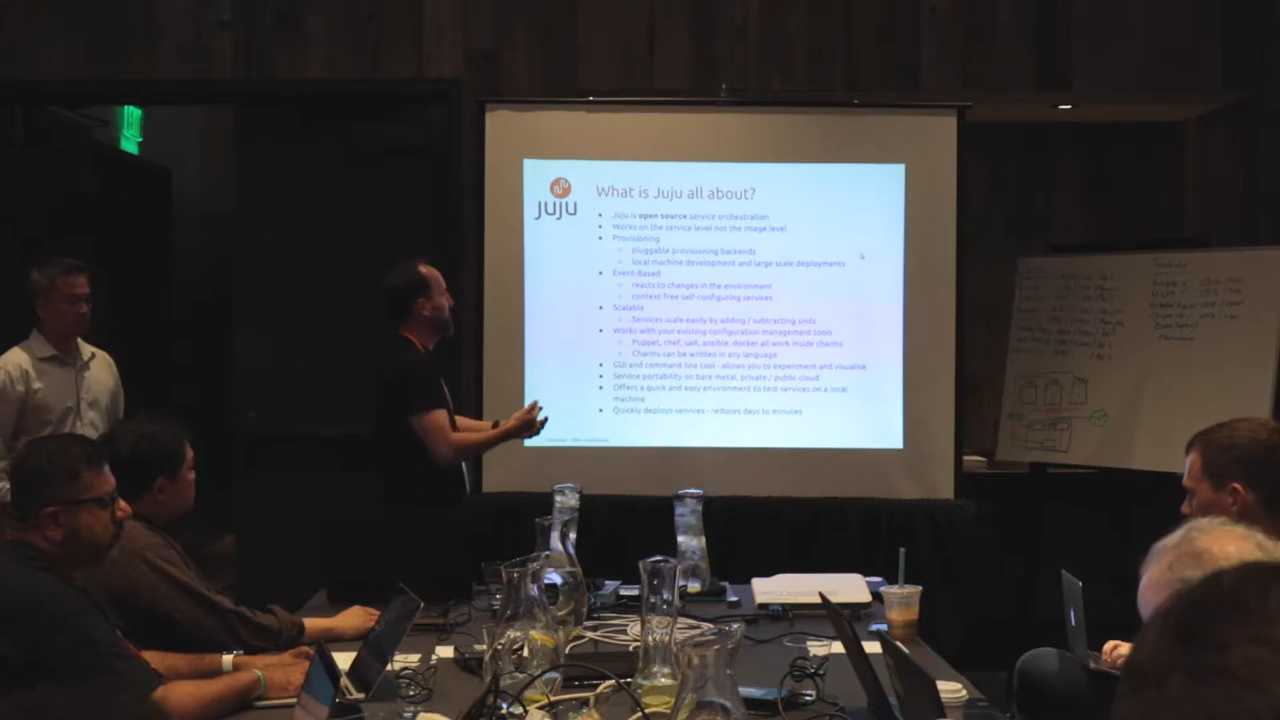 juju
What is Juju all about?
Juju is open source service orchestration
Works on the service level not the image level
Provisioning
pluggable provisioning backends
local machine development and large scale deployments
Event-Based
reacts to changes in the environment
context free self-configuring services
Scalable
Services scale easily by adding / subtracting units
Works with your existing configuration management tools
Puppet, chef, salt, ansible, docker all work inside charms
Charms can be written in any language
GUI and command line tool - allows you to experiment and visualise
Service portability on bare metal, private / public cloud
Offers a quick and easy environment to test services on a local
machine
Quickly deploys services - reduces days to minutes